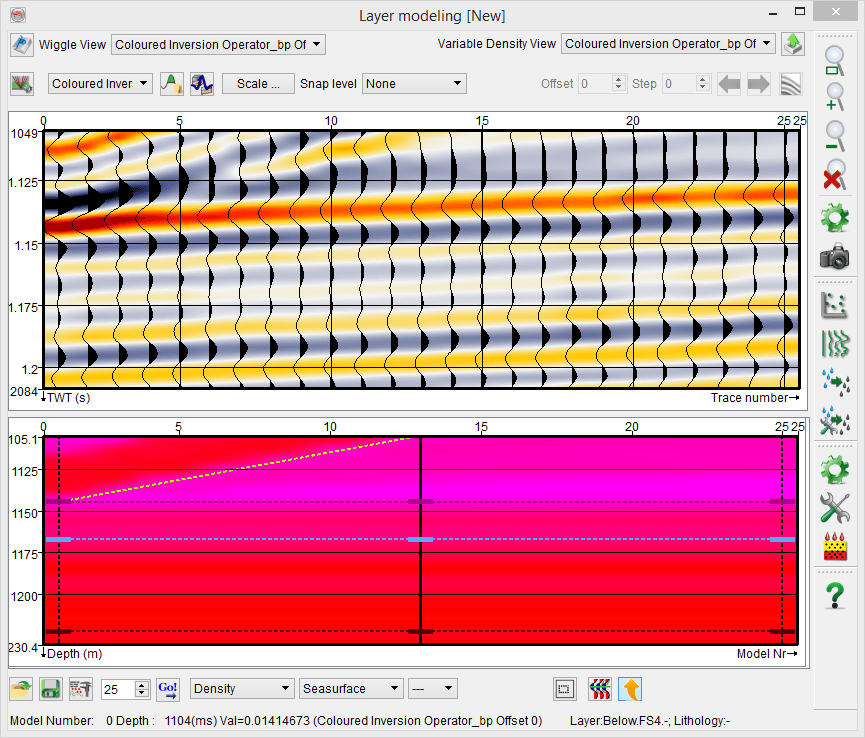 Layer modeling [New]
Wiggle View Coloured Inversion Operator_bp Of Variable Density View Coloured Inversion Operator_bp Of
Coloured Inver Scale ... Snap level None Offset 0 Step 0
0 5 10 15 20 25 25
1049
1.125
1.15
1.175
1.2
2084
TWT (s) Trace number
0 5 10 15 20 25 25
105.1
1125
1150
1175
1200
230.4
Depth (m) Model Nr
25 Go! Density Seasurface ---
Model Number: 0 Depth : 1104(ms) Val=0.01414673 (Coloured Inversion Operator_bp Offset 0) Layer:Below.FS4.-; Lithology:-